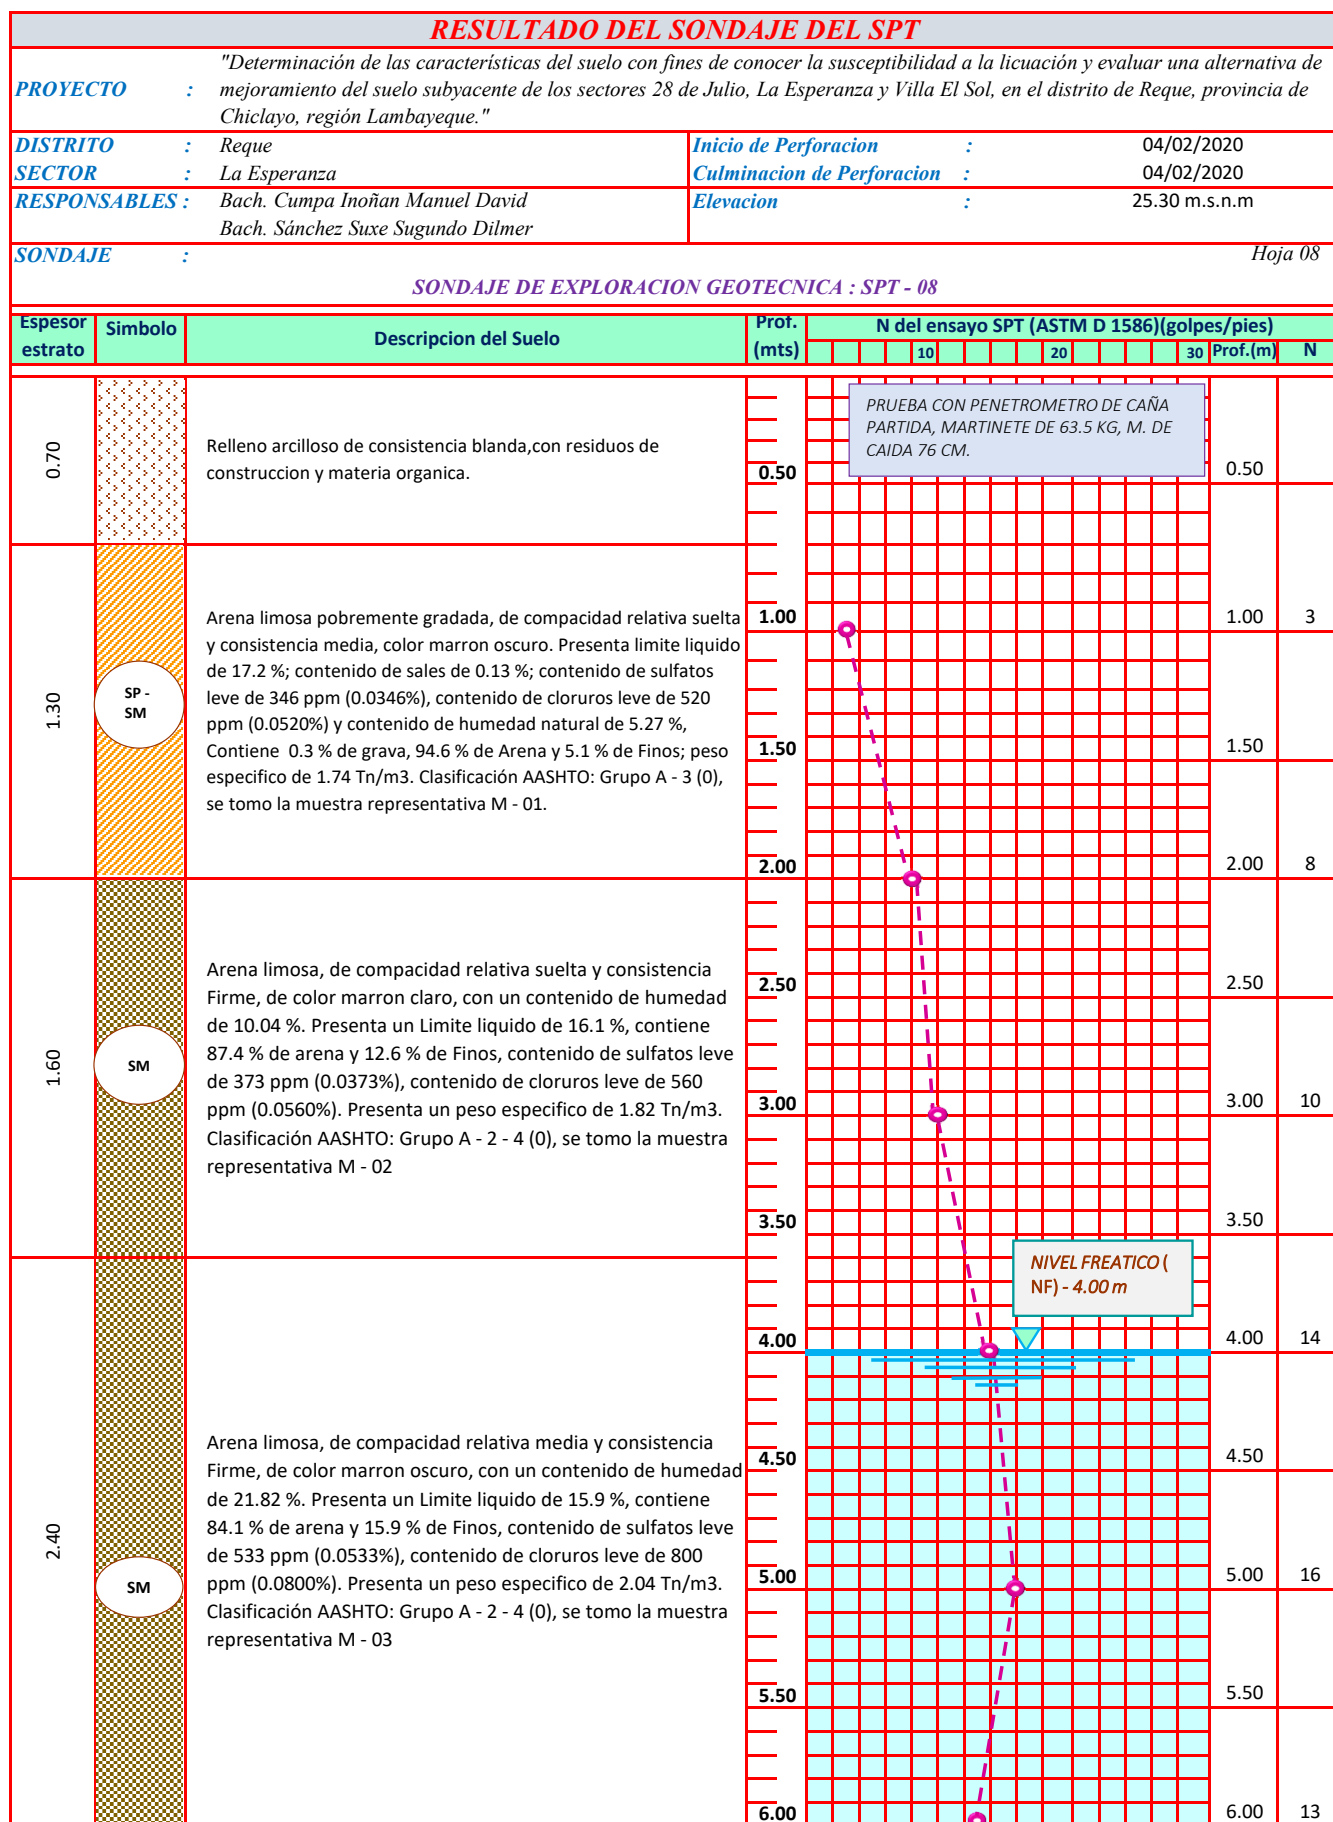 RESULTADO DEL SONDAJE DEL SPT
PROYECTO : "Determinación de las características del suelo con fines de conocer la susceptibilidad a la licuación y evaluar una alternativa de
mejoramiento del suelo subyacente de los sectores 28 de Julio, La Esperanza y Villa El Sol, en el distrito de Reque, provincia de
Chiclayo, región Lambayeque."
DISTRITO : Reque Inicio de Perforacion : 04/02/2020
SECTOR : La Esperanza Culminacion de Perforacion : 04/02/2020
RESPONSABLES : Bach. Cumpa Inoñan Manuel David Elevacion : 25.30 m.s.n.m
Bach. Sánchez Suxe Sugundo Dilmer
SONDAJE : Hoja 08
SONDAJE DE EXPLORACION GEOTECNICA : SPT - 08
Espesor estrato Simbolo Descripcion del Suelo Prof. (mts) N del ensayo SPT (ASTM D 1586)(golpes/pies)
10 20 30 Prof.(m) N
PRUEBA CON PENETROMETRO DE CAÑA
PARTIDA, MARTINETE DE 63.5 KG, M. DE
CAIDA 76 CM.
0.70
Relleno arcilloso de consistencia blanda,con residuos de
construccion y materia organica.
0.50 0.50
1.00 1.00 3
1.30
SP -
SM
Arena limosa pobremente gradada, de compacidad relativa suelta
y consistencia media, color marron oscuro. Presenta limite liquido
de 17.2 %; contenido de sales de 0.13 %; contenido de sulfatos
leve de 346 ppm (0.0346%), contenido de cloruros leve de 520
ppm (0.0520%) y contenido de humedad natural de 5.27 %,
Contiene 0.3 % de grava, 94.6 % de Arena y 5.1 % de Finos; peso
especifico de 1.74 Tn/m3. Clasificación AASHTO: Grupo A - 3 (0),
se tomo la muestra representativa M - 01.
1.50 1.50
2.00 2.00 8
1.60
SM
Arena limosa, de compacidad relativa suelta y consistencia
Firme, de color marron claro, con un contenido de humedad
de 10.04 %. Presenta un Limite liquido de 16.1 %, contiene
87.4 % de arena y 12.6 % de Finos, contenido de sulfatos leve
de 373 ppm (0.0373%), contenido de cloruros leve de 560
ppm (0.0560%). Presenta un peso especifico de 1.82 Tn/m3.
Clasificación AASHTO: Grupo A - 2 - 4 (0), se tomo la muestra
representativa M - 02
2.50 2.50
3.00 3.00 10
3.50 3.50
NIVEL FREATICO (
NF) - 4.00 m
4.00 4.00 14
2.40
SM
Arena limosa, de compacidad relativa media y consistencia
Firme, de color marron oscuro, con un contenido de humedad
de 21.82 %. Presenta un Limite liquido de 15.9 %, contiene
84.1 % de arena y 15.9 % de Finos, contenido de sulfatos leve
de 533 ppm (0.0533%), contenido de cloruros leve de 800
ppm (0.0800%). Presenta un peso especifico de 2.04 Tn/m3.
Clasificación AASHTO: Grupo A - 2 - 4 (0), se tomo la muestra
representativa M - 03
4.50 4.50
5.00 5.00 16
5.50 5.50
6.00 6.00 13